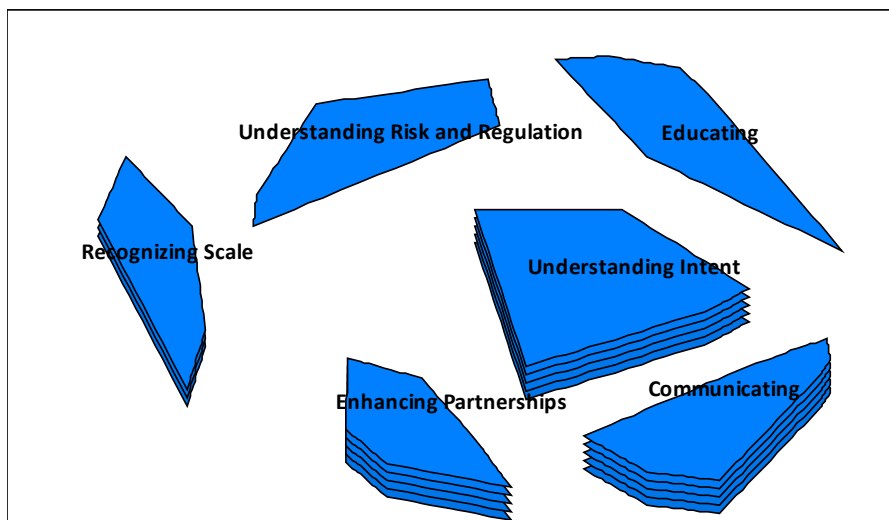 Understanding Risk and Regulation
Educating
Recognizing Scale
Understanding Intent
Enhancing Partnerships
Communicating